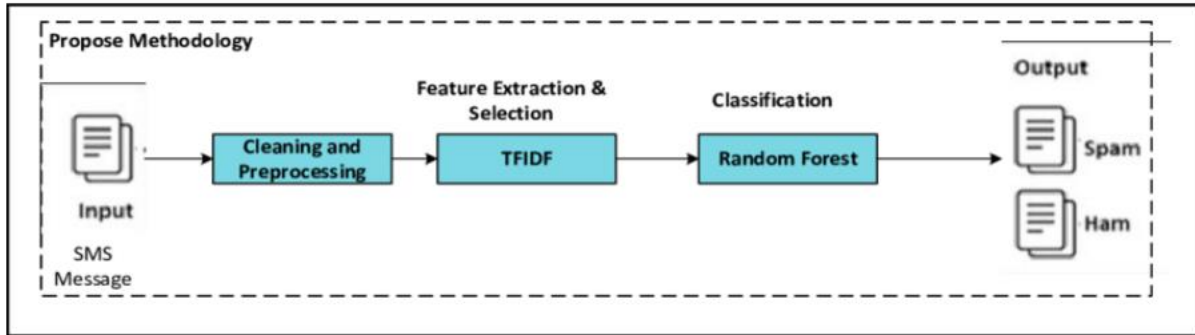 Propose Methodology
Input
SMS
Message
Cleaning and
Preprocessing
Feature Extraction &
Selection
TFIDF
Classification
Random Forest
Output
Spam
Ham